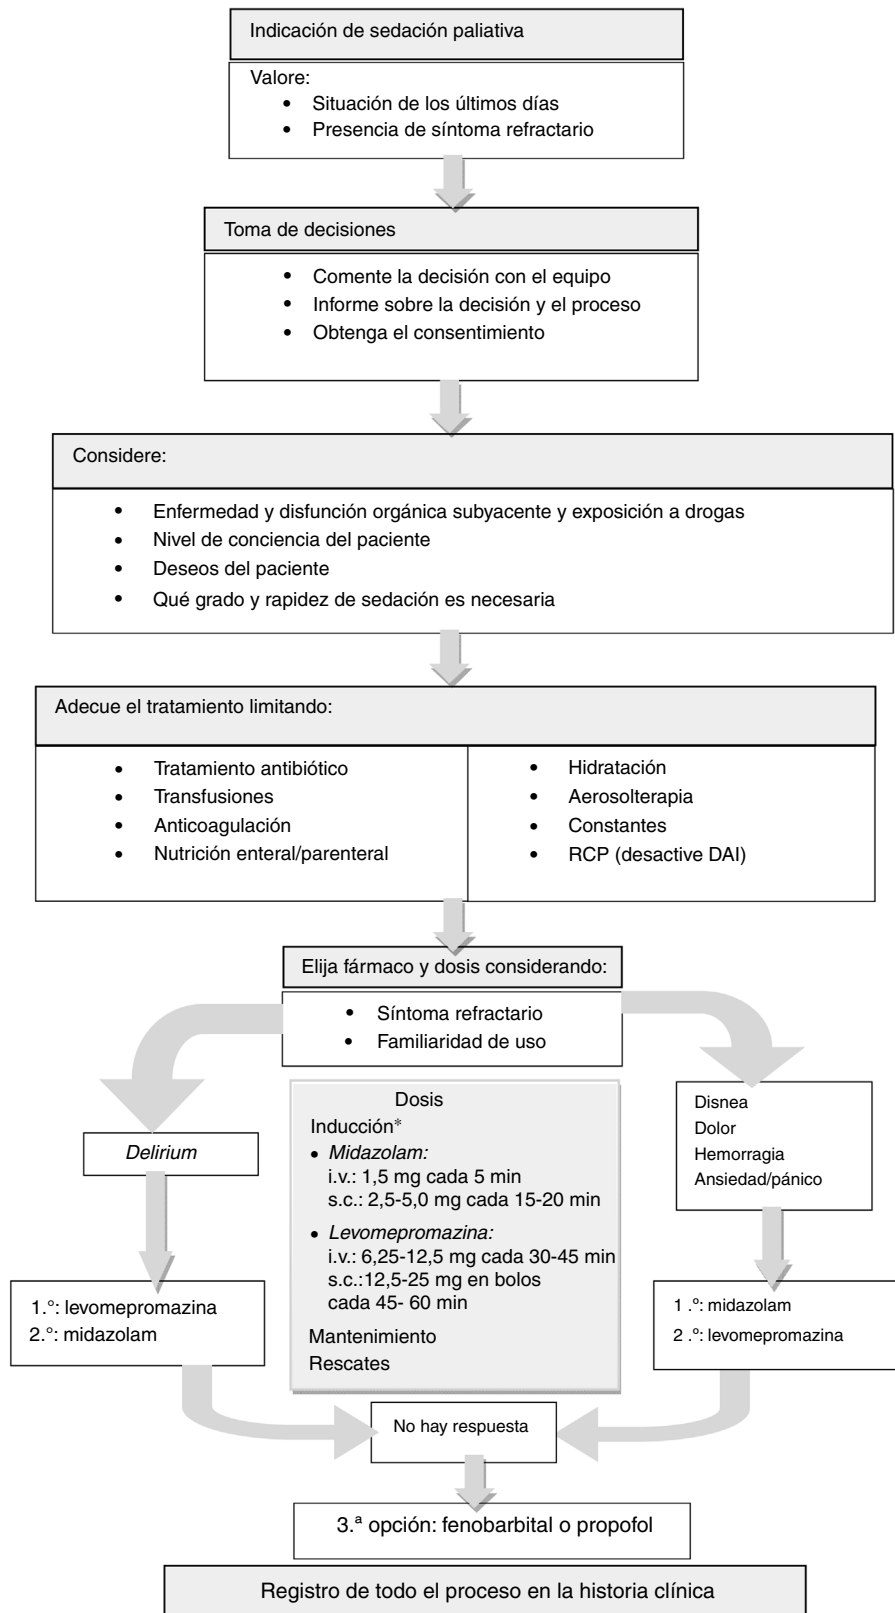 Indicación de sedación paliativa
Valore:
• Situación de los últimos días
• Presencia de síntoma refractario
Toma de decisiones
• Comente la decisión con el equipo
• Informe sobre la decisión y el proceso
• Obtenga el consentimiento
Considere:
• Enfermedad y disfunción orgánica subyacente y exposición a drogas
• Nivel de conciencia del paciente
• Deseos del paciente
• Qué grado y rapidez de sedación es necesaria
Adecue el tratamiento limitando:
• Tratamiento antibiótico
• Transfusiones
• Anticoagulación
• Nutrición enteral/parenteral
• Hidratación
• Aerosolterapia
• Constantes
• RCP (desactive DAI)
Elija fármaco y dosis considerando:
• Síntoma refractario
• Familiaridad de uso
Delirium
1.°: levomepromazina
2.°: midazolam
Dosis
Inducción*
• Midazolam:
i.v.: 1,5 mg cada 5 min
s.c.: 2,5-5,0 mg cada 15-20 min
• Levomepromazina:
i.v.: 6,25-12,5 mg cada 30-45 min
s.c.:12,5-25 mg en bolos
cada 45- 60 min
Mantenimiento
Rescates
Disnea
Dolor
Hemorragia
Ansiedad/pánico
1 .º: midazolam
2 .º: levomepromazina
No hay respuesta
3.ª opción: fenobarbital o propofol
Registro de todo el proceso en la historia clínica